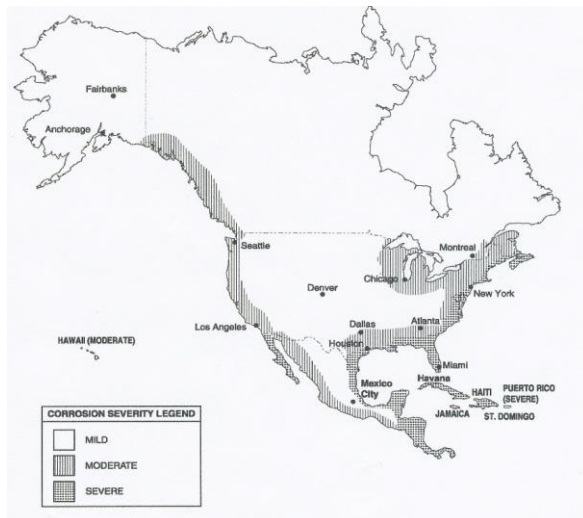 Fairbanks
Anchorage
Seattle
Montreal
Chicago
New York
Denver
Los Angeles
Dallas
Atlanta
Houston
HAWAII (MODERATE)
Miami
Havana
Mexico
City
HAITI
PUERTO RICO
(SEVERE)
JAMAICA
ST. DOMINGO
CORROSION SEVERITY LEGEND
MILD
MODERATE
SEVERE